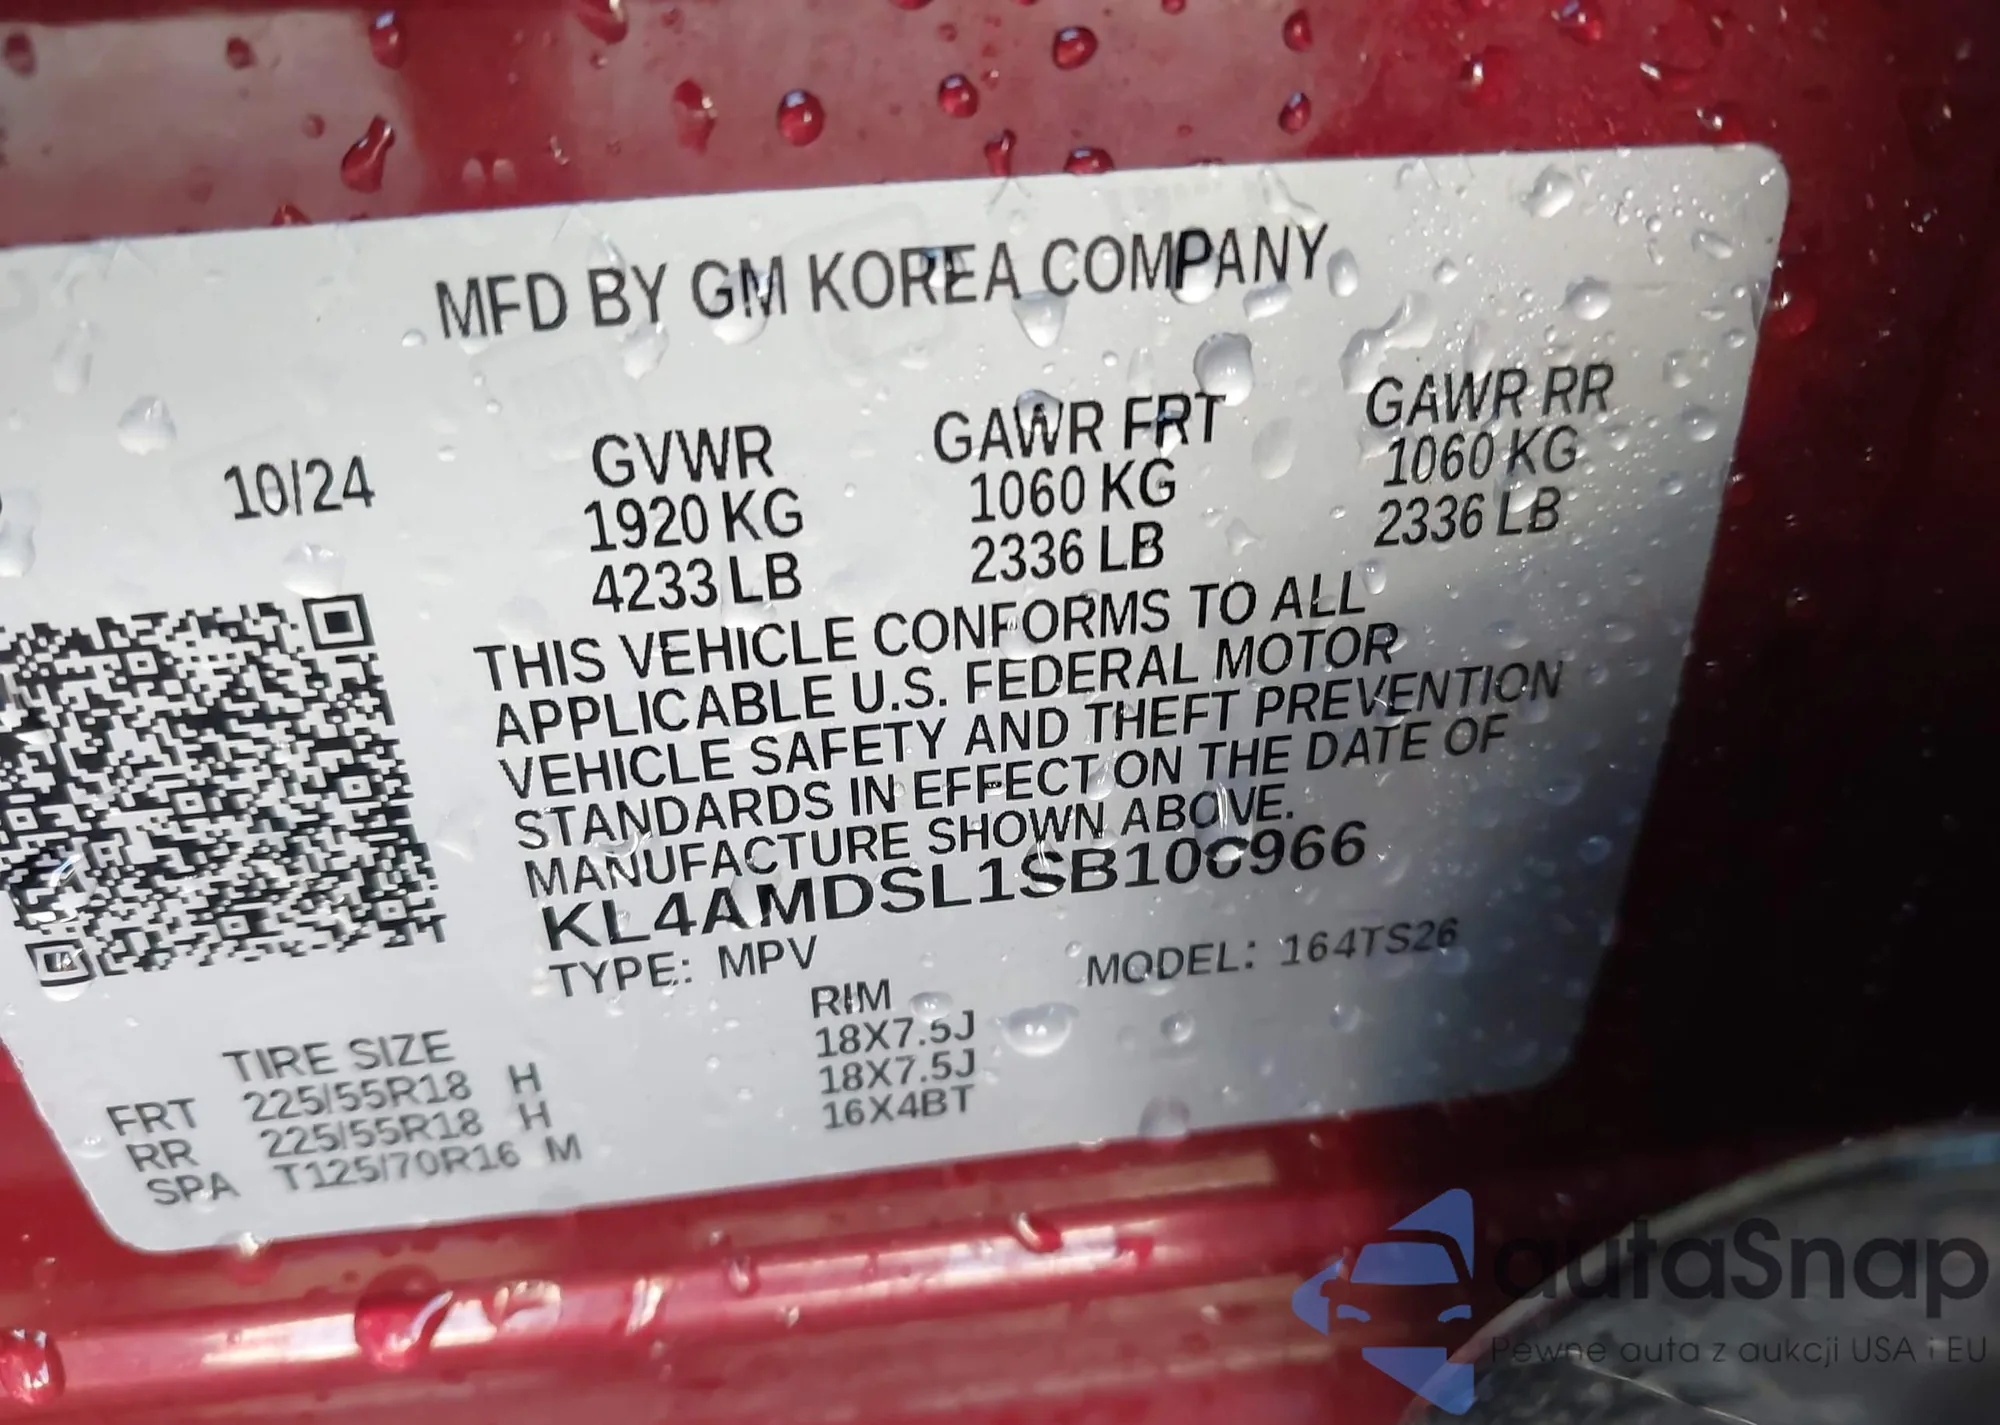 MFD BY GM KOREA COMPANY
10/24
GVWR GAWR FRT GAWR RR
1920 KG 1060 KG 1060 KG
4233 LB 2336 LB 2336 LB
THIS VEHICLE CONFORMS TO ALL
APPLICABLE U.S. FEDERAL MOTOR
VEHICLE SAFETY AND THEFT PREVENTION
STANDARDS IN EFFECT ON THE DATE OF
MANUFACTURE SHOWN ABOVE.
TYPE: MPV MODEL: 164TS26
TIRE SIZE RIM
FRT 225/55R18 H 18X7.5J
RR 225/55R18 H 18X7.5J
SPA T125/70R16 M 16X4BT
autaSnap
Pewne auta z aukcji USA i EU